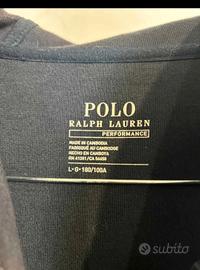 POLO
RALPH LAUREN
PERFORMANCE
MADE IN CAMBODIA
FABRIQUÉ AU CAMBODGE
HECHO EN CAMBOYA
RN 41381/CA 56650
L-G-180/100A
subito